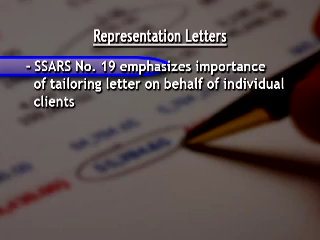 Representation Letters
- SSARS No. 19 emphasizes importance
of tailoring letter on behalf of individual
clients